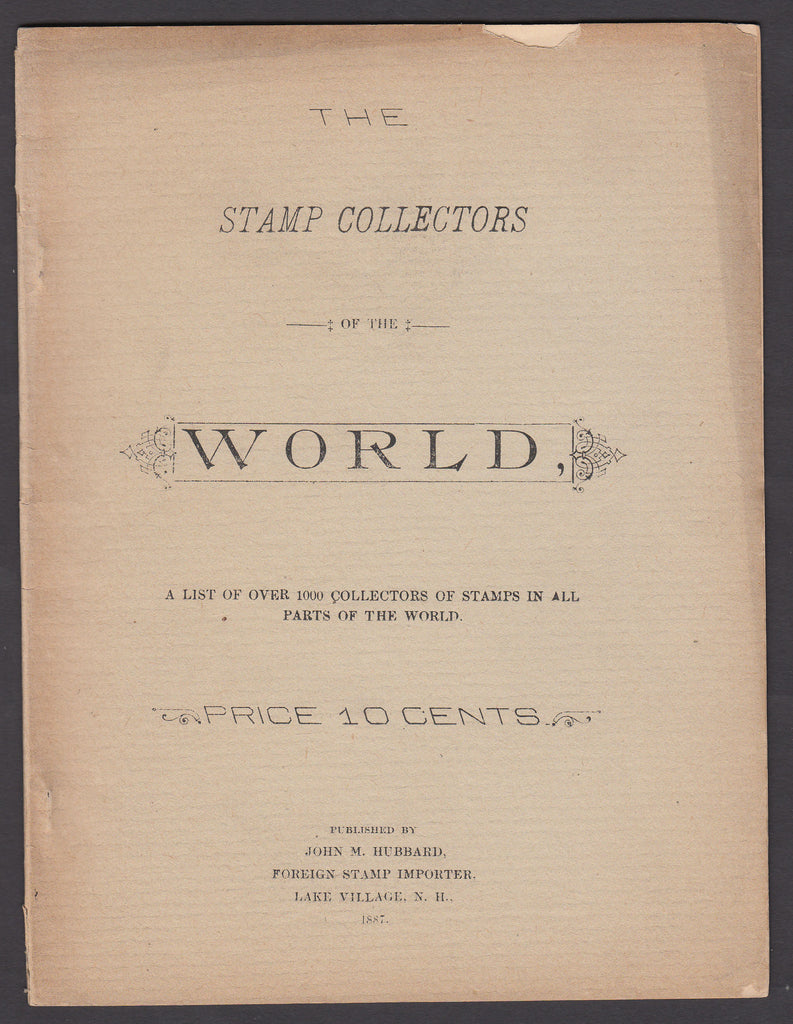 THE
STAMP COLLECTORS
OF THE
WORLD,
A LIST OF OVER 1000 COLLECTORS OF STAMPS IN ALL
PARTS OF THE WORLD.
PRICE 10 CENTS.
PUBLISHED BY
JOHN M. HUBBARD,
FOREIGN STAMP IMPORTER,
LAKE VILLAGE, N. H.,
1887.